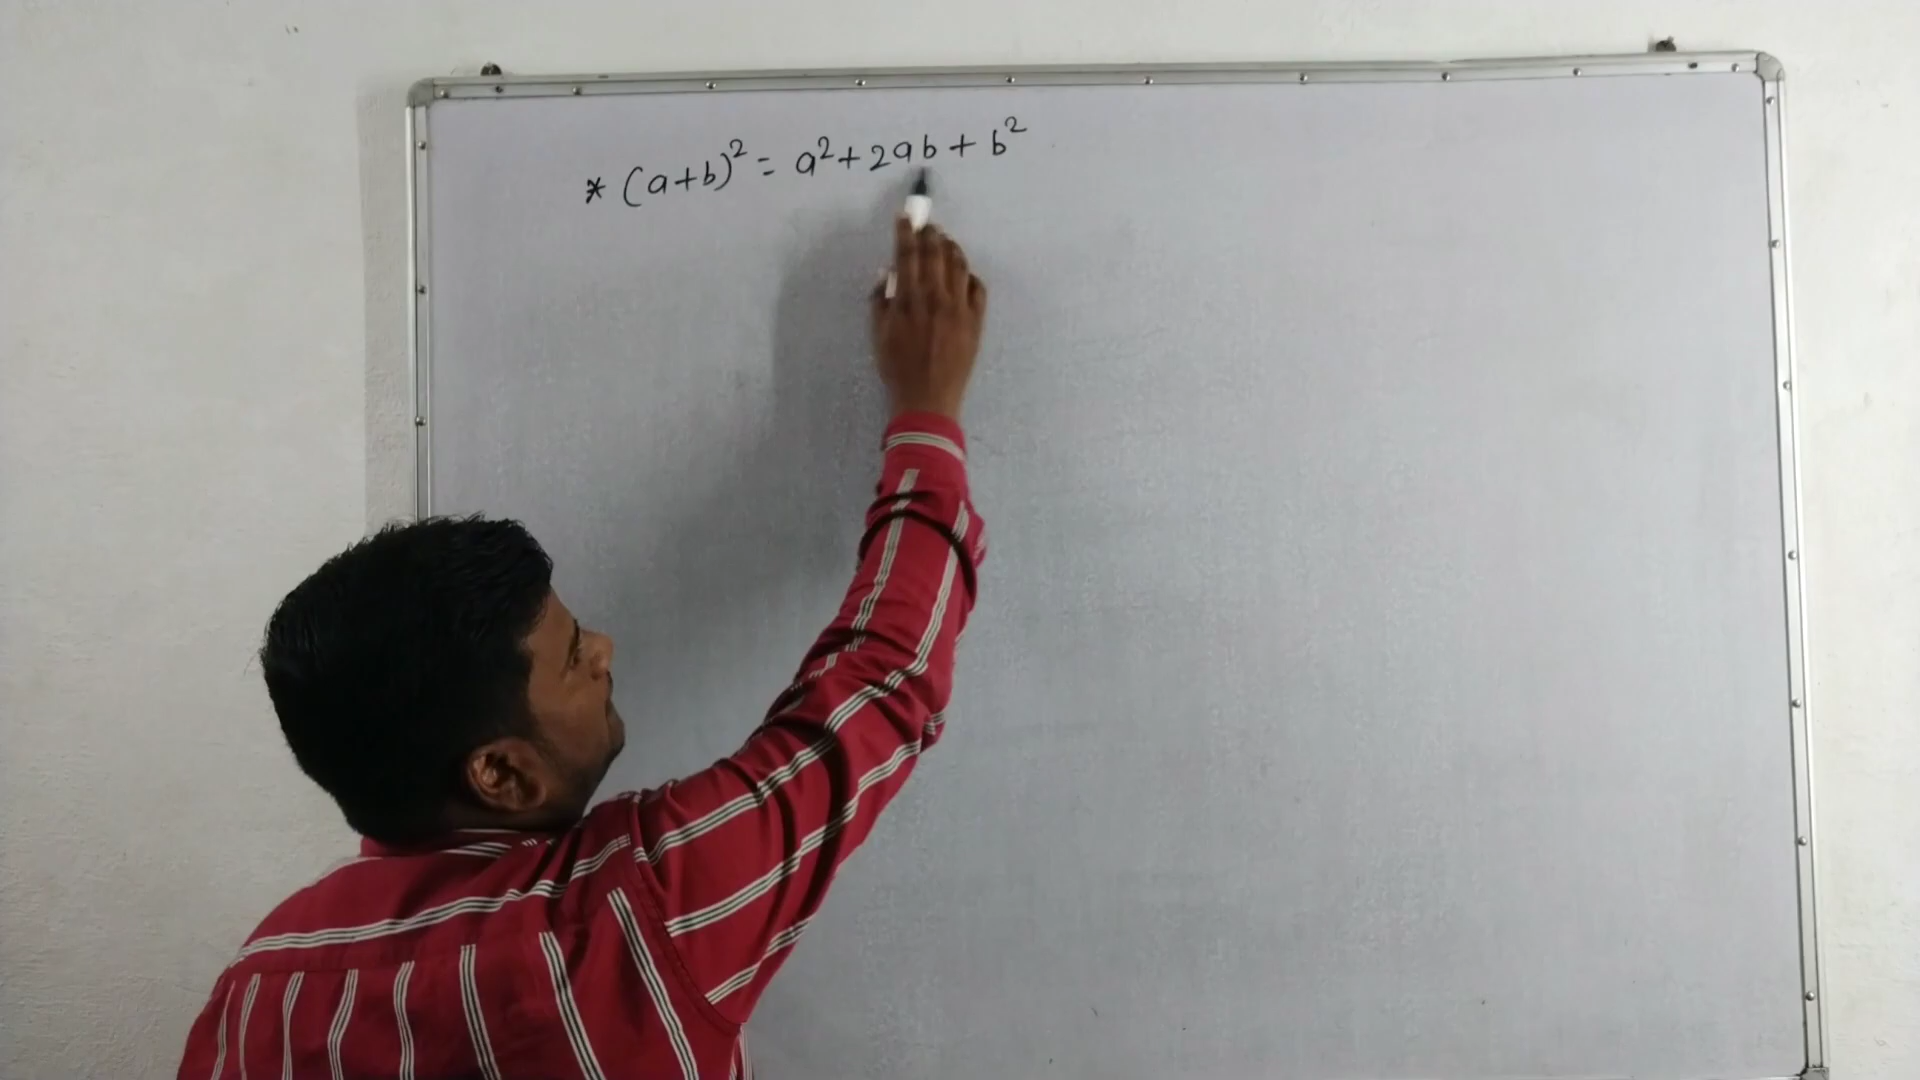 * (a+b)² = a²+2ab+b²